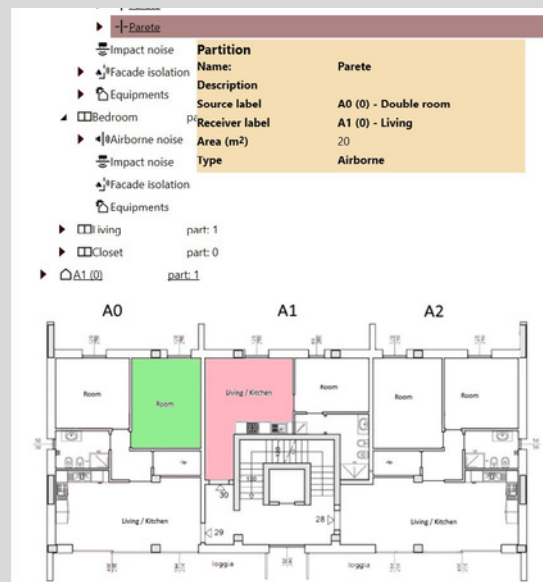 Parete
Parete
Impact noise
Partition
Name: Parete
Description
Source label A0 (0) - Double room
Receiver label A1 (0) - Living
Area (m²) 20
Type Airborne
Facade isolation
Equipments
Bedroom
Airborne noise
Impact noise
Facade isolation
Equipments
Living part: 1
Closet part: 0
A1 (0) part: 1
A0 A1 A2
Room Room Living / Kitchen Room Room Room
Living / Kitchen Living / Kitchen
30
29
28
loggia loggia